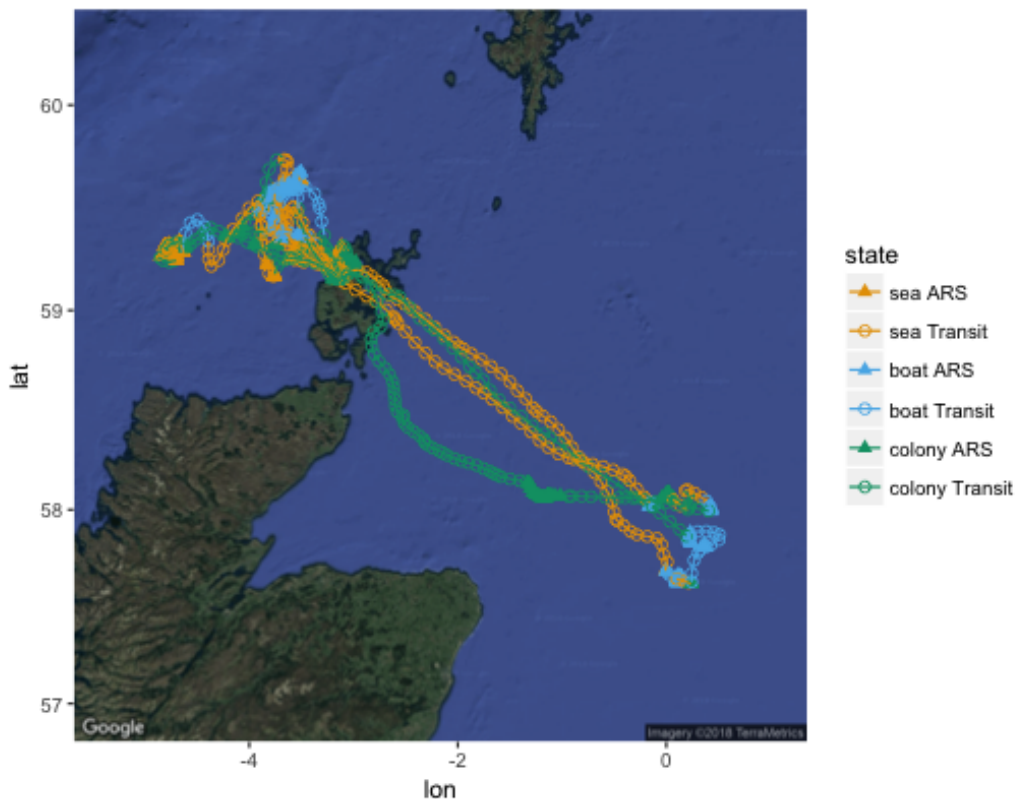 60
59
58
57
lat
-4
-2
0
lon
Google
Imagery ©2018 TerraMetrics
state
sea ARS
sea Transit
boat ARS
boat Transit
colony ARS
colony Transit